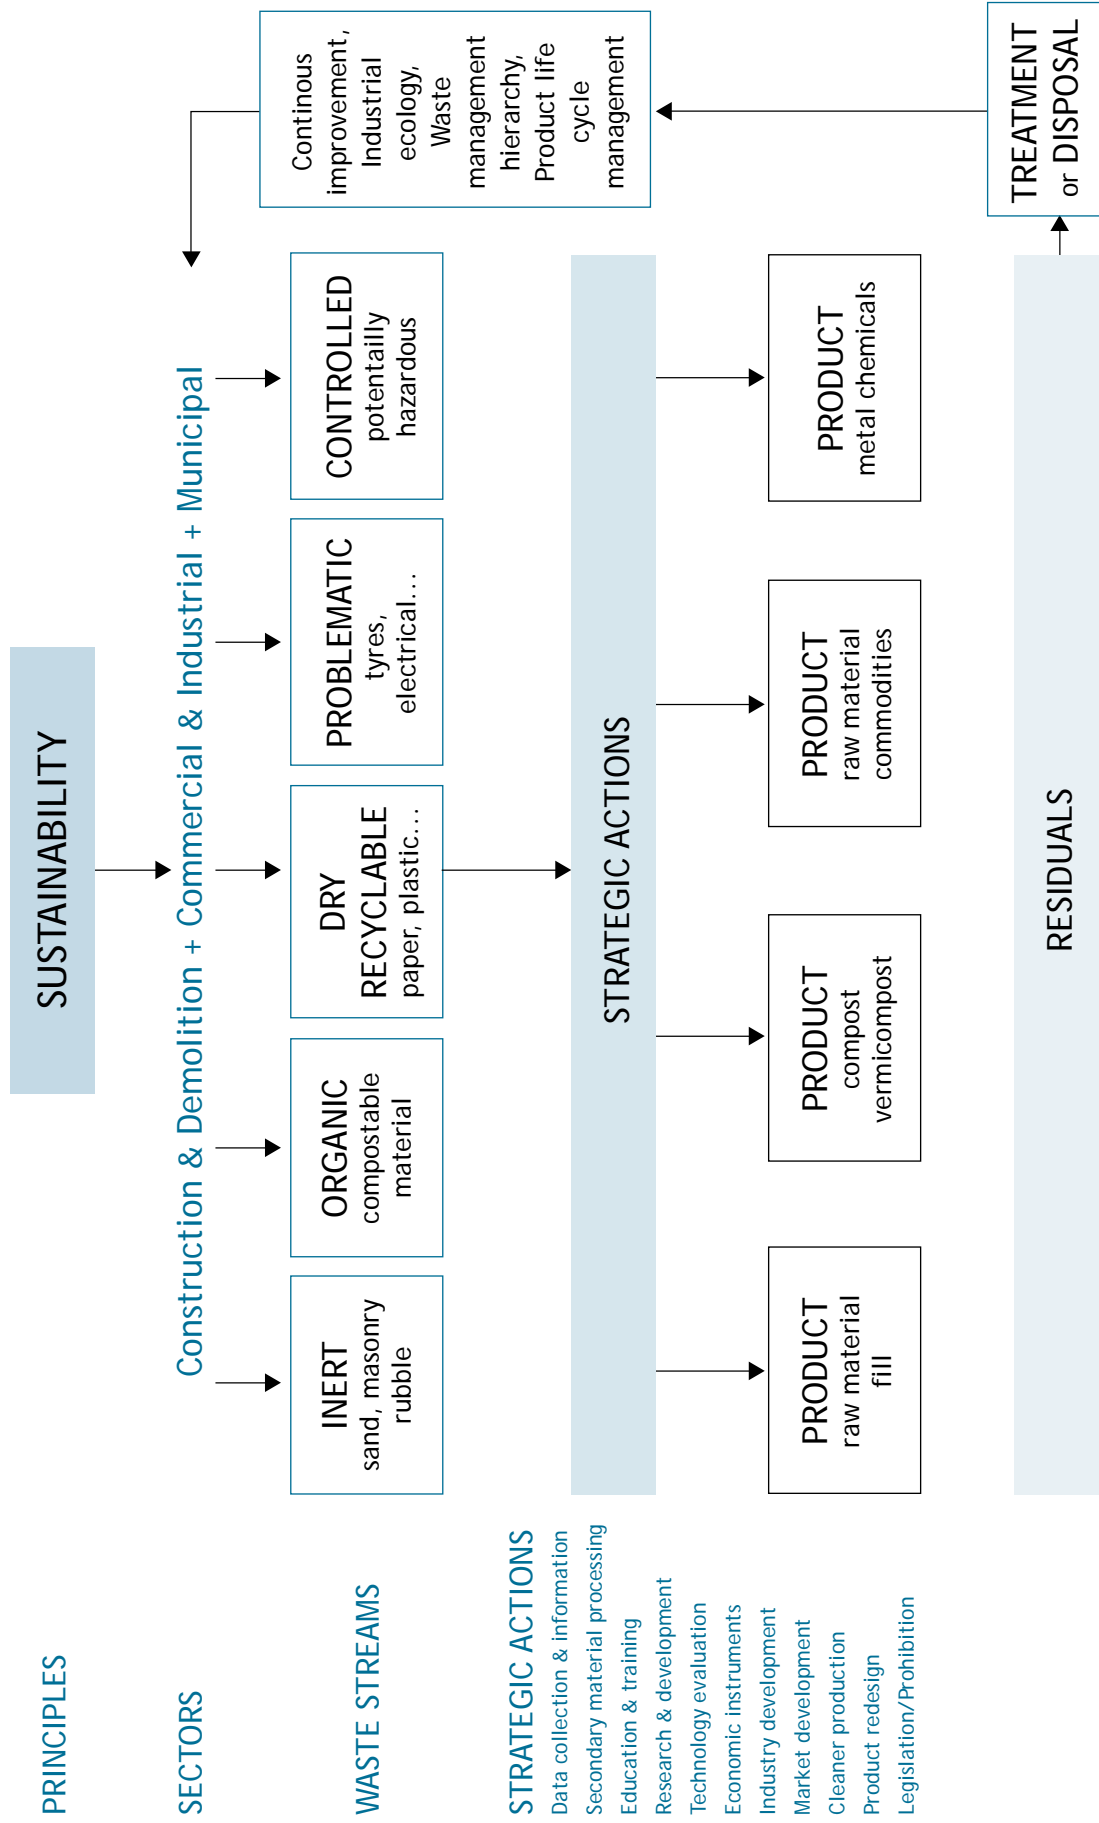 PRINCIPLES
SUSTAINABILITY
SECTORS
Construction & Demolition + Commercial & Industrial + Municipal
WASTE STREAMS
INERT
sand, masonry
rubble
ORGANIC
compostable
material
DRY
RECYCLABLE
paper, plastic...
PROBLEMATIC
tyres,
electrical...
CONTROLLED
potentailly
hazardous
Continous
improvement,
Industrial
ecology,
Waste
management
hierarchy,
Product life
cycle
management
STRATEGIC ACTIONS
Data collection & information
Secondary material processing
Education & training
Research & development
Technology evaluation
Economic instruments
Industry development
Market development
Cleaner production
Product redesign
Legislation/Prohibition
STRATEGIC ACTIONS
PRODUCT
raw material
fill
PRODUCT
compost
vermicompost
PRODUCT
raw material
commodities
PRODUCT
metal chemicals
RESIDUALS
TREATMENT
or DISPOSAL